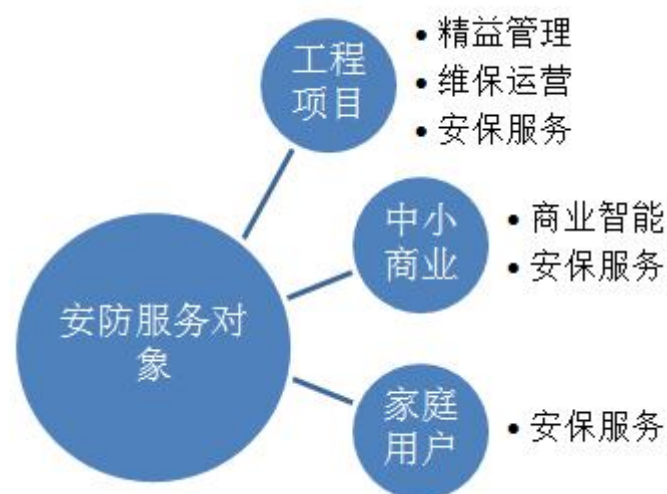 工程
项目
• 精益管理
• 维保运营
• 安保服务
中小
商业
• 商业智能
• 安保服务
安防服务对
象
家庭
用户
• 安保服务